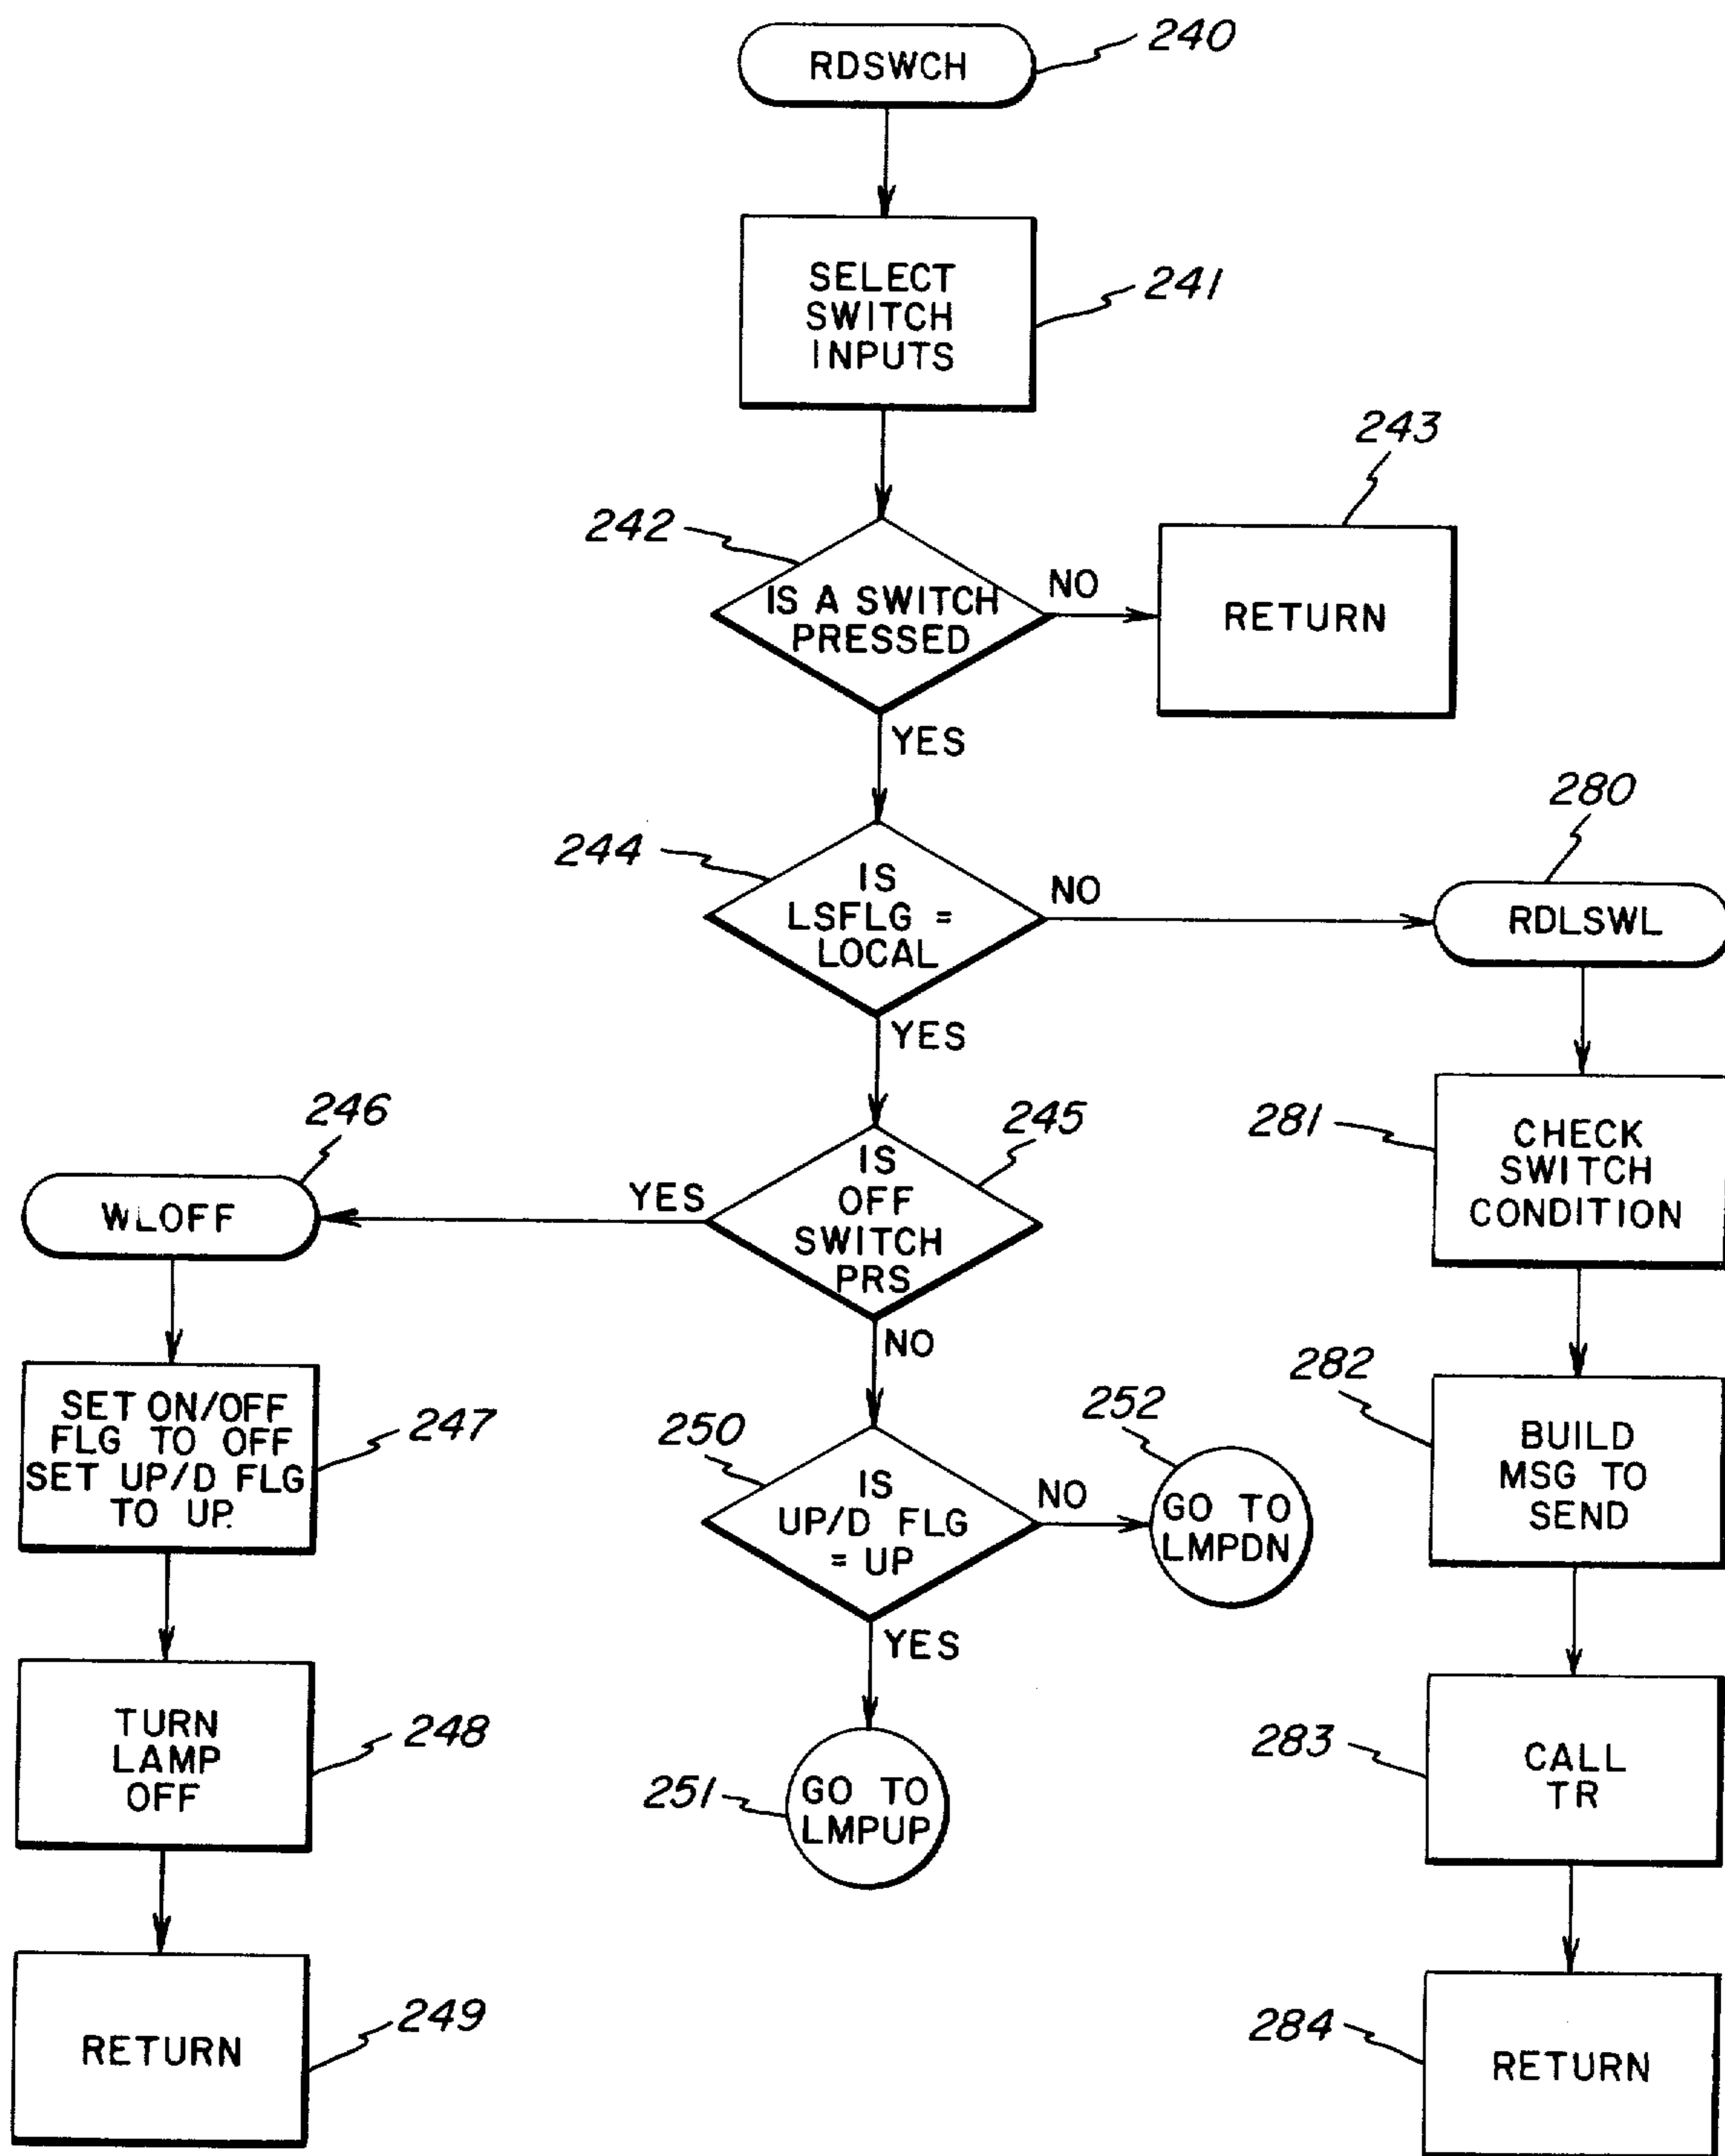 RDSWCH
240
SELECT
SWITCH
INPUTS
241
242
IS A SWITCH
PRESSED
NO
243
RETURN
YES
244
IS
LSFLG =
LOCAL
NO
280
RDLSWL
YES
281
CHECK
SWITCH
CONDITION
245
IS
OFF
SWITCH
PRS
YES
246
WLOFF
NO
247
SET ON/OFF
FLG TO OFF
SET UP/D FLG
TO UP.
250
IS
UP/D FLG
= UP
NO
252
GO TO
LMPDN
282
BUILD
MSG TO
SEND
YES
251
GO TO
LMPUP
TURN
LAMP
OFF
248
283
CALL
TR
RETURN
249
284
RETURN